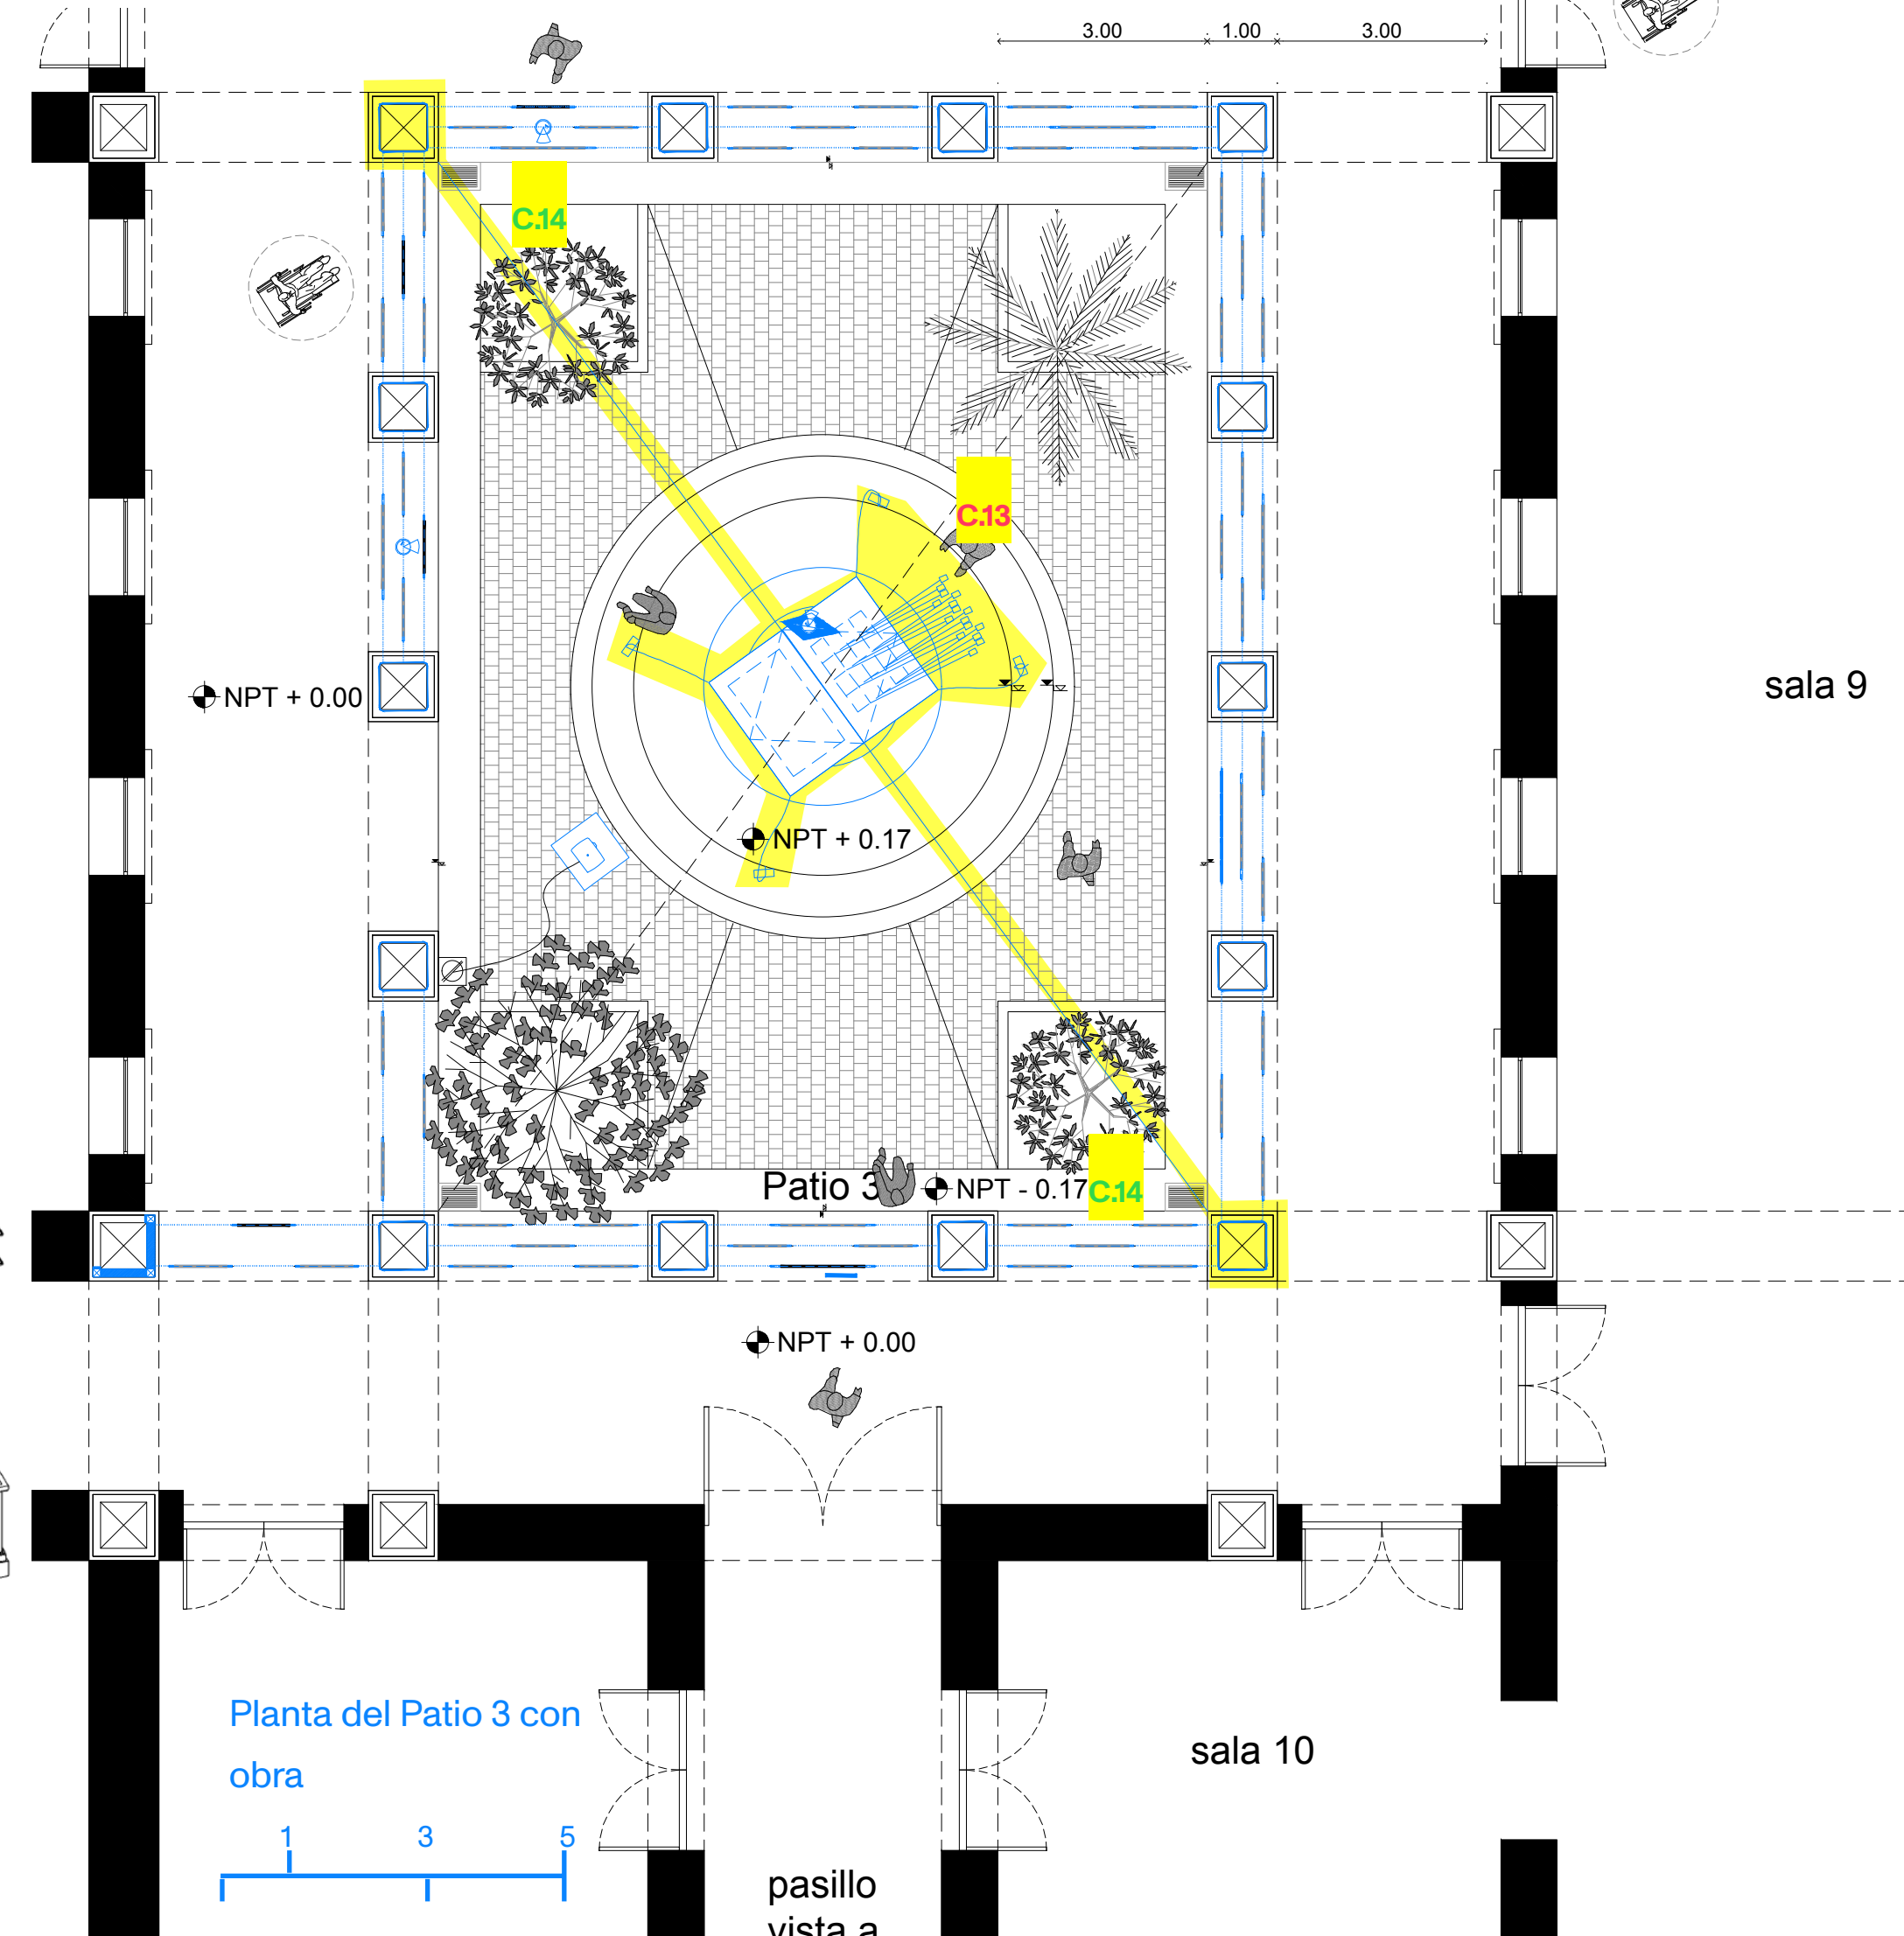 3.00 1.00 3.00
C.14
C.13
NPT + 0.00
sala 9
NPT + 0.17
Patio 3
NPT - 0.17
C.14
NPT + 0.00
Planta del Patio 3 con
obra
sala 10
1 3 5
pasillo
vista a